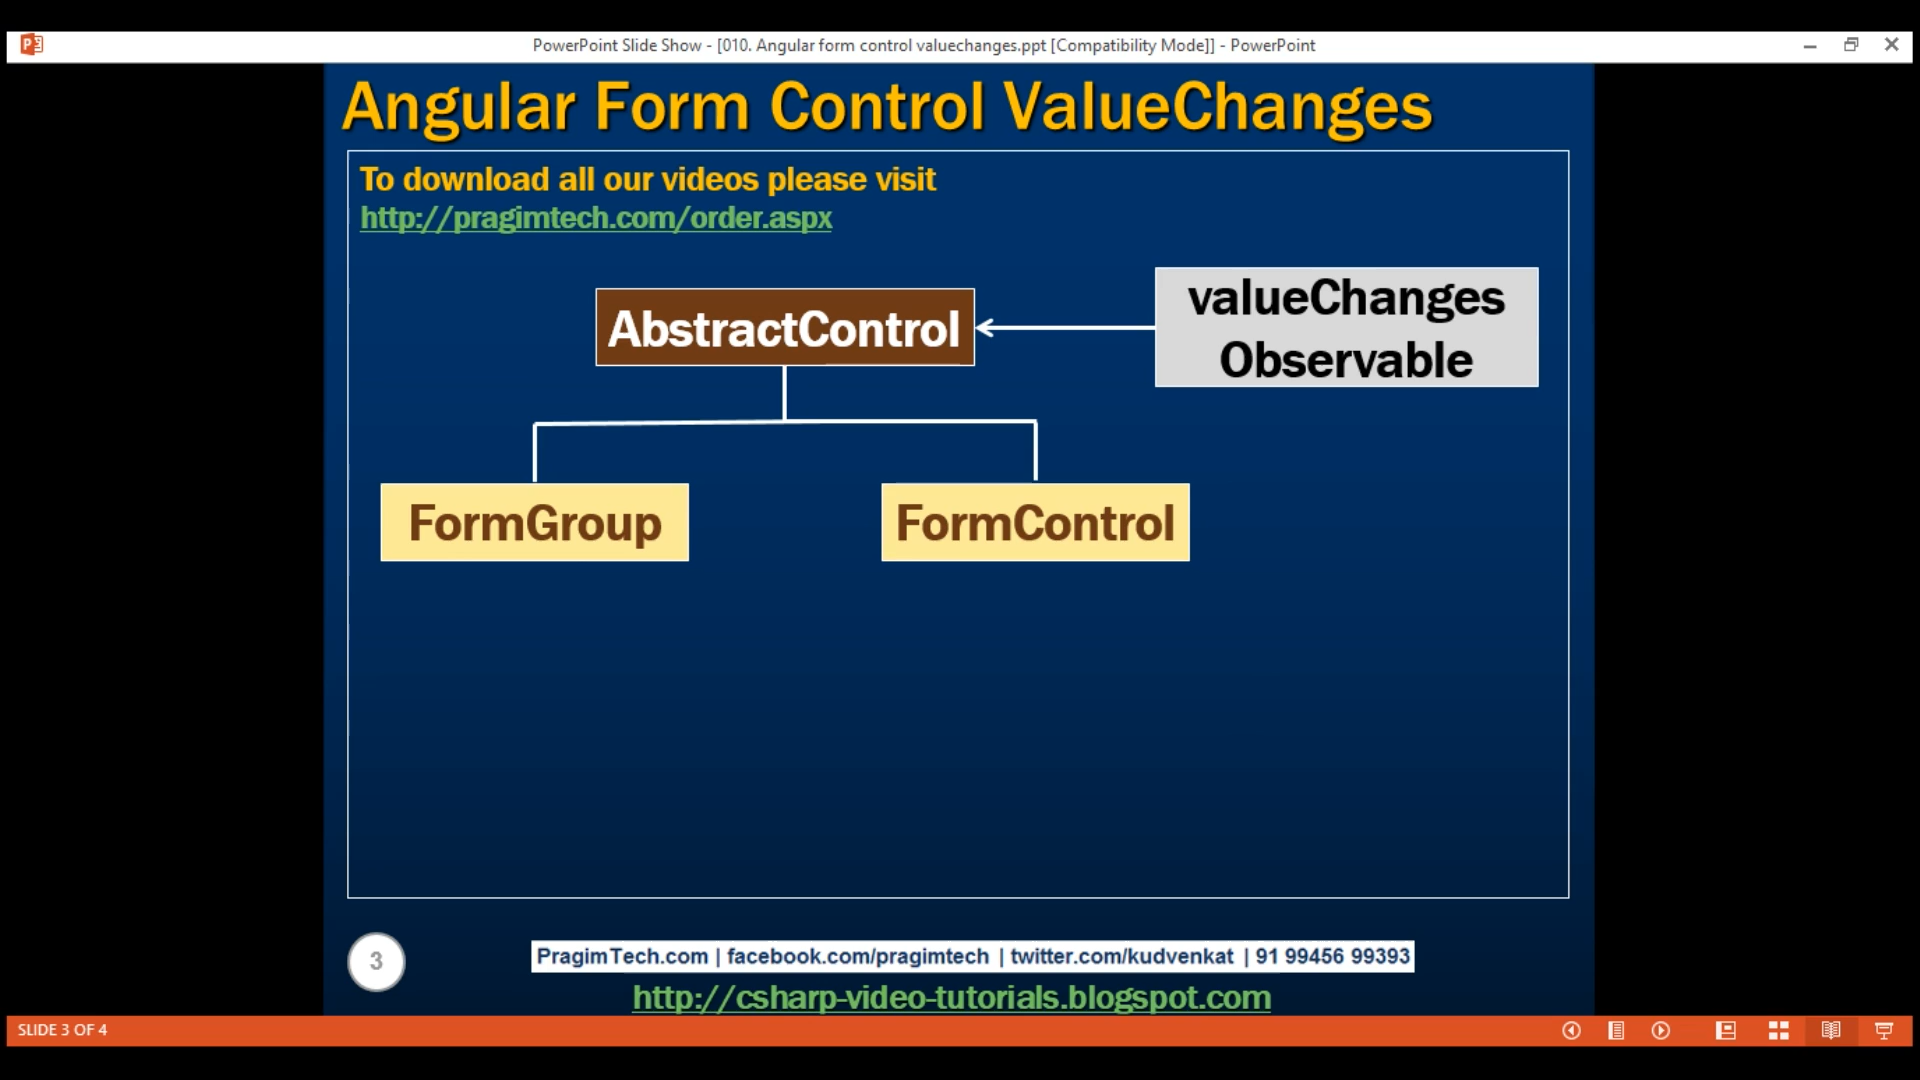 PowerPoint Slide Show - [010. Angular form control valuechanges.ppt [Compatibility Mode]] - PowerPoint
Angular Form Control ValueChanges
To download all our videos please visit
http://pragimtech.com/order.aspx
AbstractControl
valueChanges
Observable
FormGroup
FormControl
3
PragimTech.com | facebook.com/pragimtech | twitter.com/kudvenkat | 91 99456 99393
http://csharp-video-tutorials.blogspot.com
SLIDE 3 OF 4